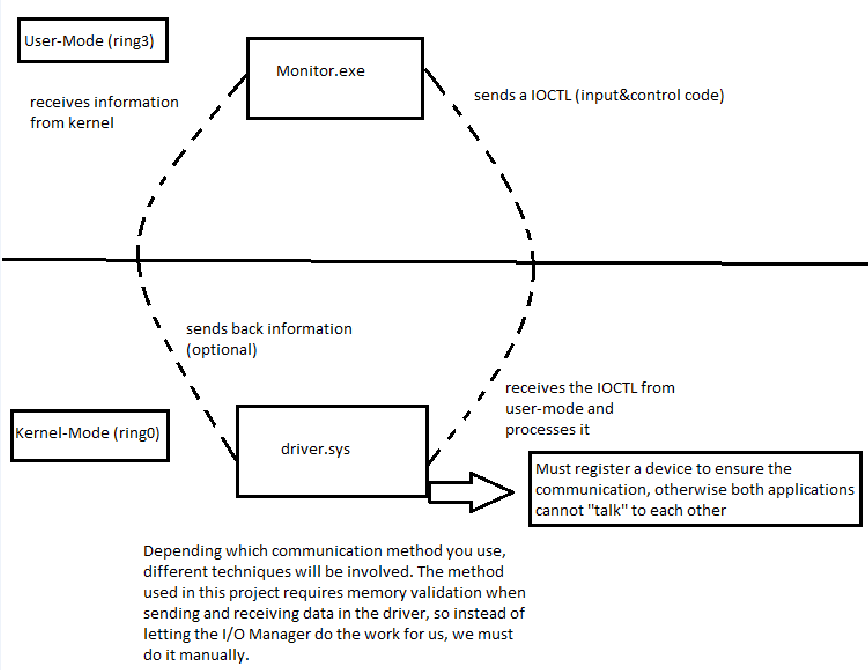 User-Mode (ring3)
Monitor.exe
receives information
from kernel
sends a IOCTL (input&control code)
sends back information
(optional)
receives the IOCTL from
user-mode and
processes it
Kernel-Mode (ring0)
driver.sys
Must register a device to ensure the
communication, otherwise both applications
cannot "talk" to each other
Depending which communication method you use,
different techniques will be involved. The method
used in this project requires memory validation when
sending and receiving data in the driver, so instead of
letting the I/O Manager do the work for us, we must
do it manually.